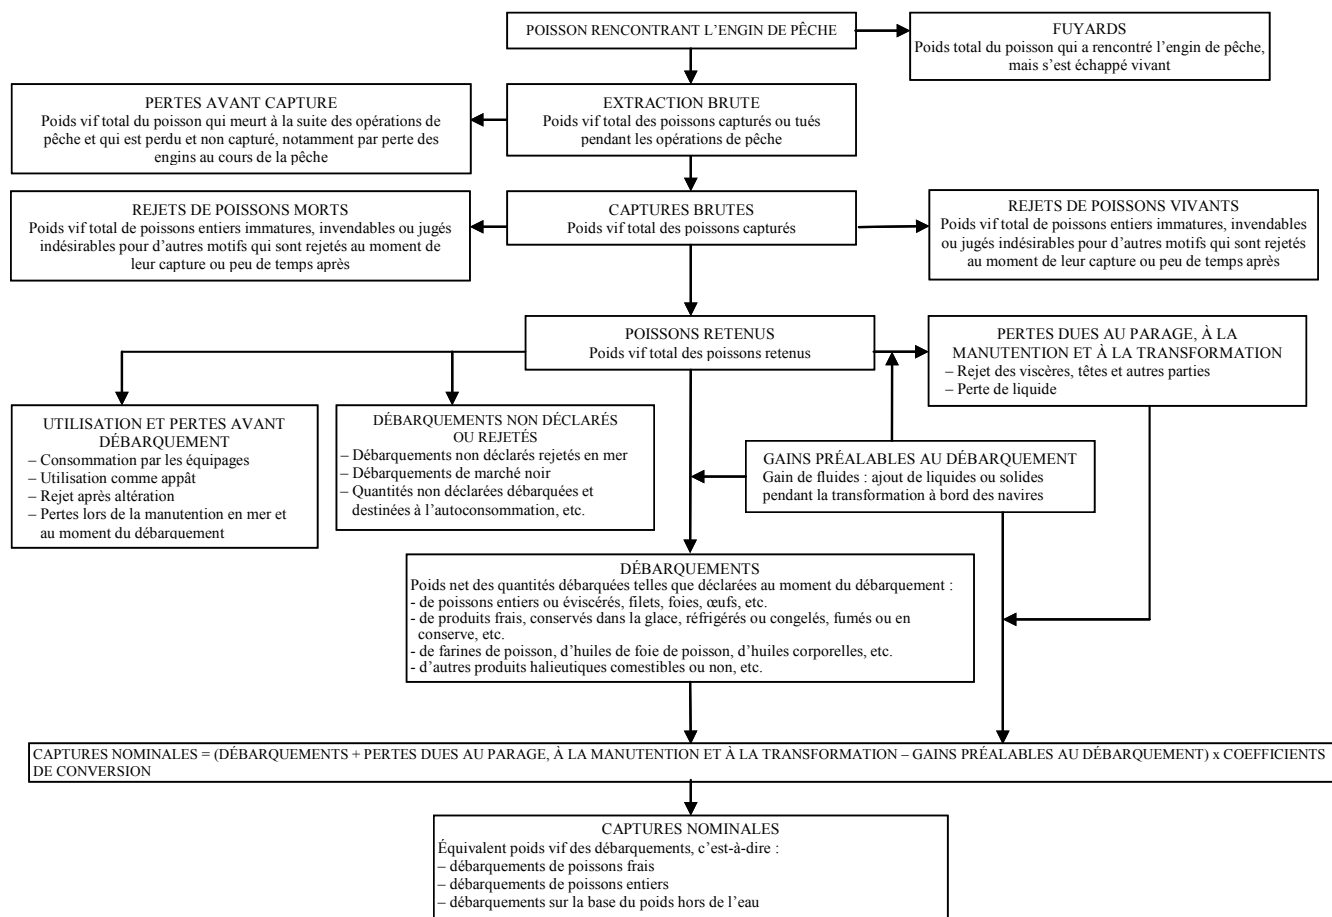 POISSON RENCONTRANT L'ENGIN DE PÊCHE
FUYARDS
Poids total du poisson qui a rencontré l'engin de pêche,
mais s'est échappé vivant
PERTES AVANT CAPTURE
Poids vif total du poisson qui meurt à la suite des opérations de
pêche et qui est perdu et non capturé, notamment par perte des
engins au cours de la pêche
EXTRACTION BRUTE
Poids vif total des poissons capturés ou tués
pendant les opérations de pêche
REJETS DE POISSONS MORTS
Poids vif total de poissons entiers immatures, invendables ou jugés
indésirables pour d'autres motifs qui sont rejetés au moment de
leur capture ou peu de temps après
CAPTURES BRUTES
Poids vif total des poissons capturés
REJETS DE POISSONS VIVANTS
Poids vif total de poissons entiers immatures, invendables
ou jugés indésirables pour d'autres motifs qui sont rejetés
au moment de leur capture ou peu de temps après
POISSONS RETENUS
Poids vif total des poissons retenus
PERTES DUES AU PARAGE, À LA
MANUTENTION ET À LA TRANSFORMATION
– Rejet des viscères, têtes et autres parties
– Perte de liquide
UTILISATION ET PERTES AVANT
DÉBARQUEMENT
– Consommation par les équipages
– Utilisation comme appât
– Rejet après altération
– Pertes lors de la manutention en mer et
au moment du débarquement
DÉBARQUEMENTS NON DÉCLARÉS
OU REJETÉS
– Débarquements non déclarés rejetés en mer
– Débarquements de marché noir
– Quantités non déclarées débarquées et
destinées à l'autoconsommation, etc.
GAINS PRÉALABLES AU DÉBARQUEMENT
Gain de fluides : ajout de liquides ou solides
pendant la transformation à bord des navires
DÉBARQUEMENTS
Poids net des quantités débarquées telles que déclarées au moment du débarquement :
- de poissons entiers ou éviscérés, filets, foies, œufs, etc.
- de produits frais, conservés dans la glace, réfrigérés ou congelés, fumés ou en
conserve, etc.
- de farines de poisson, d'huiles de foie de poisson, d'huiles corporelles, etc.
- d'autres produits halieutiques comestibles ou non, etc.
CAPTURES NOMINALES = (DÉBARQUEMENTS + PERTES DUES AU PARAGE, À LA MANUTENTION ET À LA TRANSFORMATION – GAINS PRÉALABLES AU DÉBARQUEMENT) x COEFFICIENTS
DE CONVERSION
CAPTURES NOMINALES
Équivalent poids vif des débarquements, c'est-à-dire :
– débarquements de poissons frais
– débarquements de poissons entiers
– débarquements sur la base du poids hors de l'eau